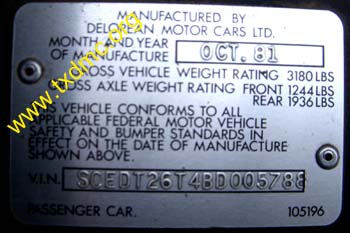 MANUFACTURED BY
DELOREAN MOTOR CARS LTD.
MONTH AND YEAR
OF MANUFACTURE OCT. 81
GROSS VEHICLE WEIGHT RATING 3180 LBS
GROSS AXLE WEIGHT RATING FRONT 1244 LBS
REAR 1936 LBS
THIS VEHICLE CONFORMS TO ALL
APPLICABLE FEDERAL MOTOR VEHICLE
SAFETY AND BUMPER STANDARDS IN
EFFECT ON THE DATE OF MANUFACTURE
SHOWN ABOVE.
V.I.N. SCEDT26T4BD005788
PASSENGER CAR. 105196
www.txdmc.org